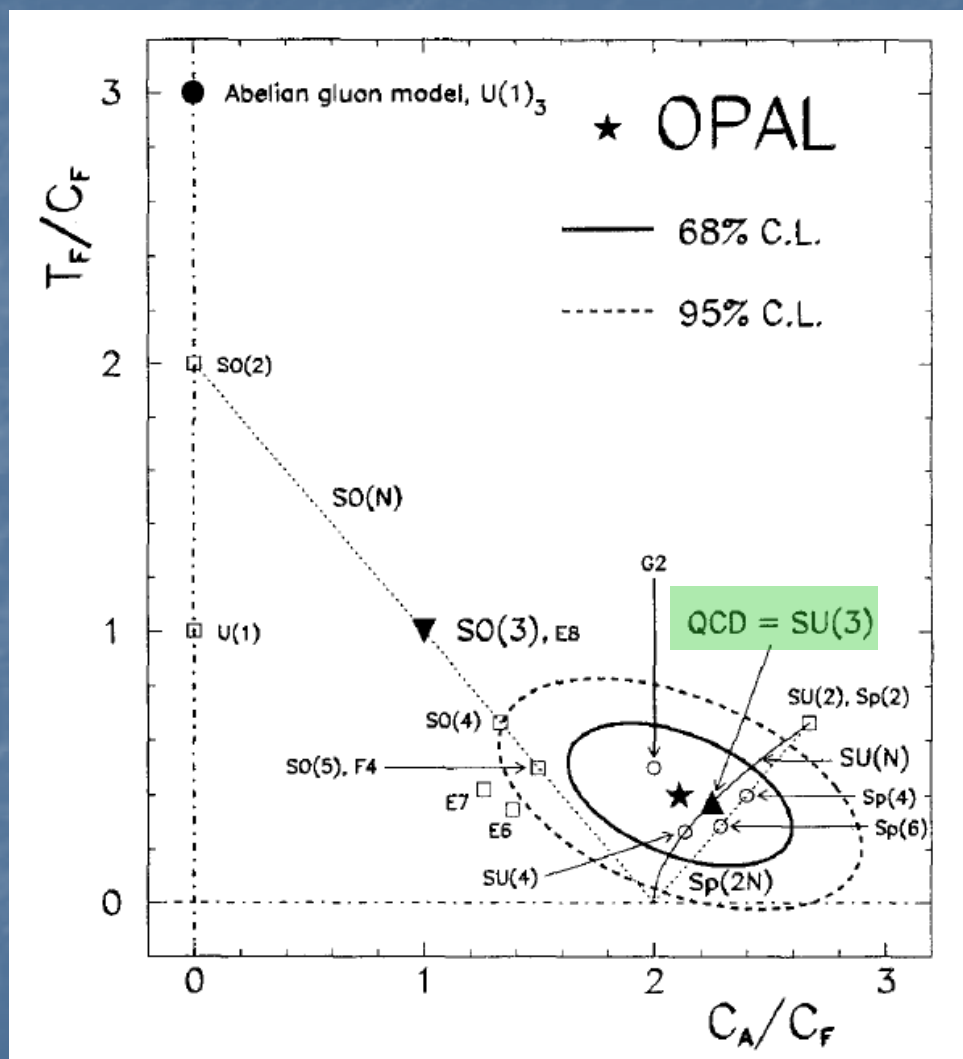 3
Abelian gluon model, U(1)₃
★ OPAL
68% C.L.
95% C.L.
T_F/C_F
2
SO(2)
SO(N)
G2
1
U(1)
SO(3), E8
QCD = SU(3)
SO(4)
SU(2), Sp(2)
SO(5), F4
SU(N)
E7
Sp(4)
E6
Sp(6)
SU(4)
Sp(2N)
0
0
1
2
3
C_A/C_F